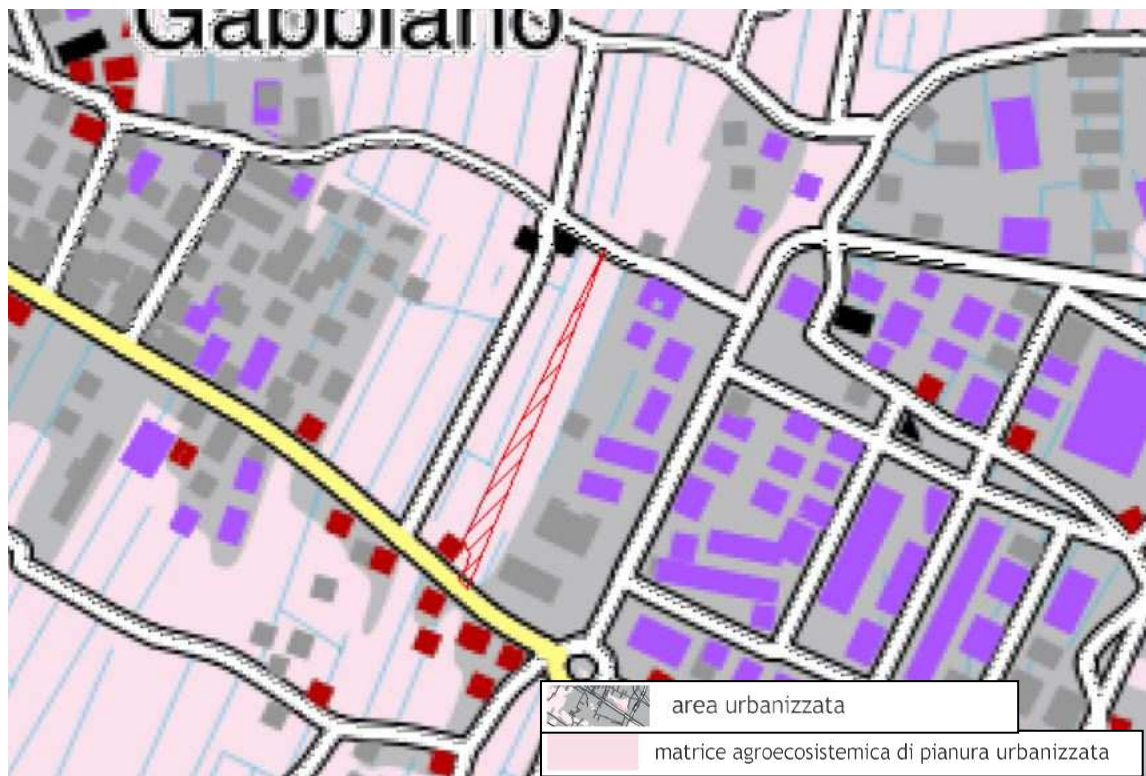 Gabbiano
area urbanizzata
matrice agroecosistemica di pianura urbanizzata